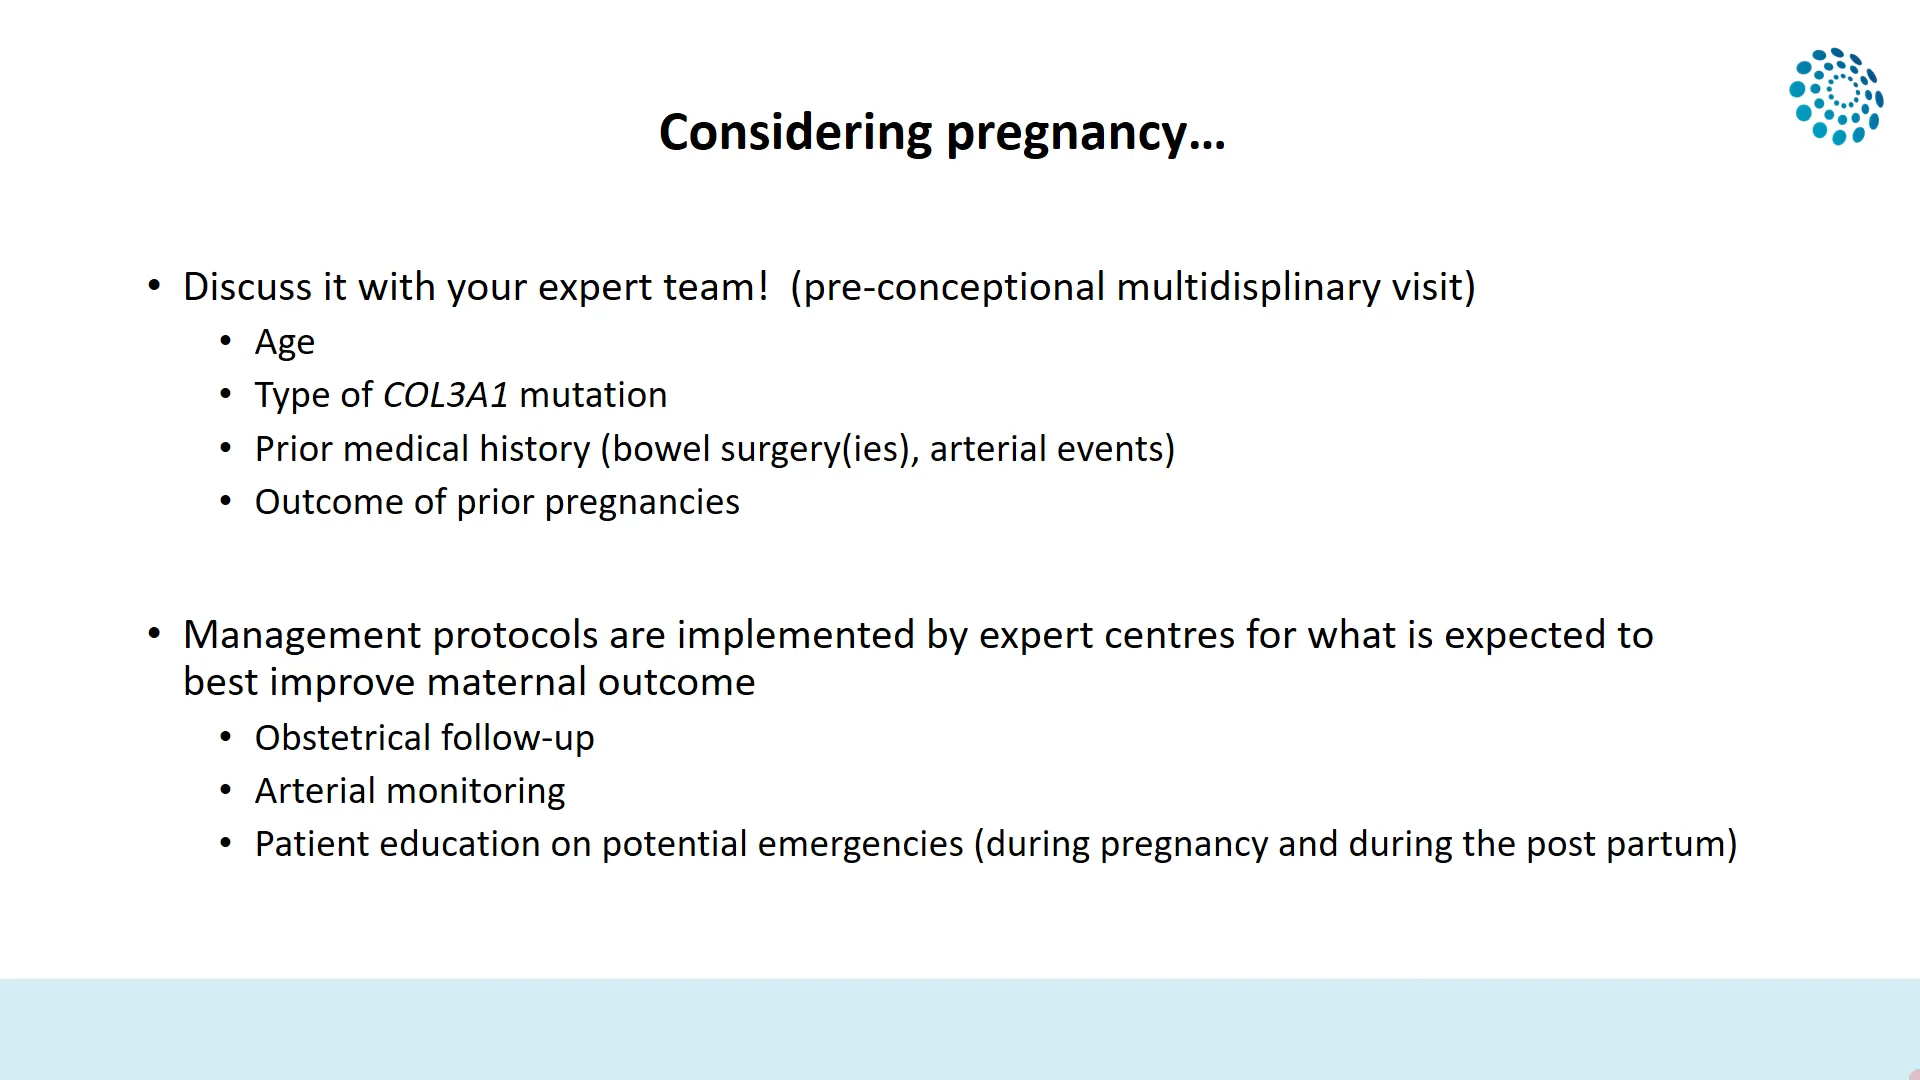 Considering pregnancy...
• Discuss it with your expert team!  (pre-conceptional multidisplinary visit)
• Age
• Type of COL3A1 mutation
• Prior medical history (bowel surgery(ies), arterial events)
• Outcome of prior pregnancies
• Management protocols are implemented by expert centres for what is expected to
best improve maternal outcome
• Obstetrical follow-up
• Arterial monitoring
• Patient education on potential emergencies (during pregnancy and during the post partum)